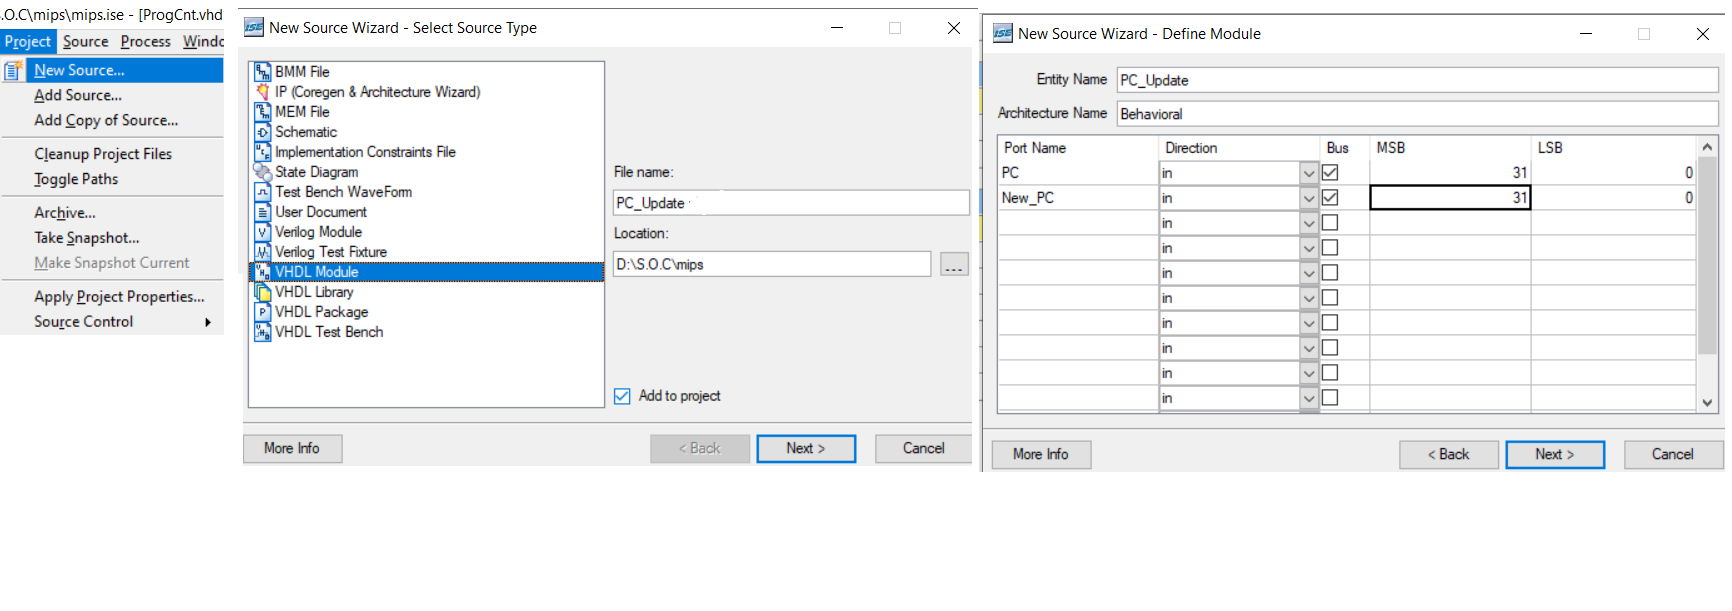 S.O.C\mips\mips.ise - [ProgCnt.vhd
Project Source Process Windo
New Source...
Add Source...
Add Copy of Source...
Cleanup Project Files
Toggle Paths
Archive...
Take Snapshot...
Make Snapshot Current
Apply Project Properties...
Source Control
ISE New Source Wizard - Select Source Type
BMM File
IP (Coregen & Architecture Wizard)
MEM File
Schematic
Implementation Constraints File
State Diagram
Test Bench WaveForm
User Document
Verilog Module
Verilog Test Fixture
VHDL Module
VHDL Library
VHDL Package
VHDL Test Bench
File name:
PC_Update
Location:
D:\S.O.C\mips
...
Add to project
More Info
< Back
Next >
Cancel
ISE New Source Wizard - Define Module
Entity Name PC_Update
Architecture Name Behavioral
Port Name Direction Bus MSB LSB
PC in 31 0
New_PC in 31 0
in
in
in
in
in
in
in
in
More Info
< Back
Next >
Cancel